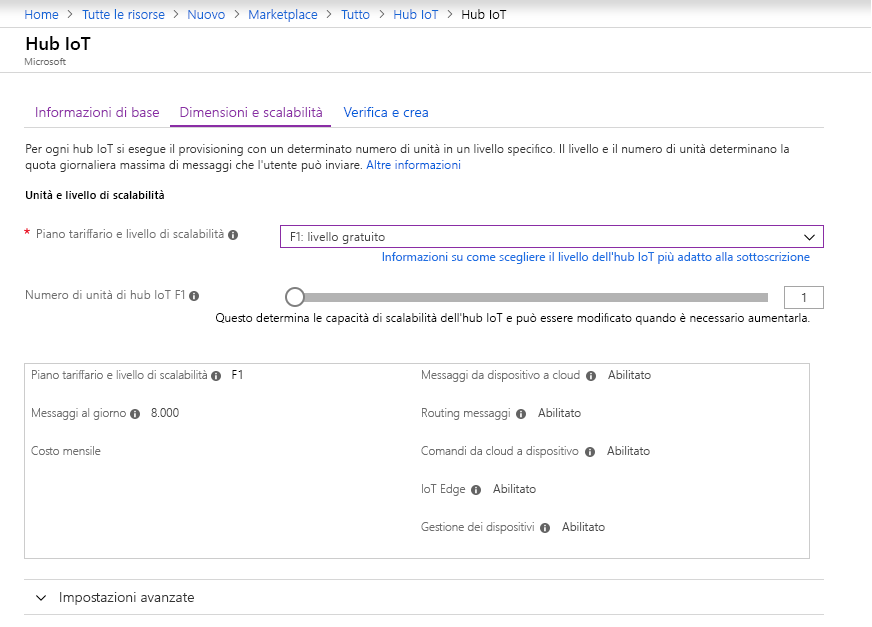 Home > Tutte le risorse > Nuovo > Marketplace > Tutto > Hub IoT > Hub IoT
Hub IoT
Microsoft
Informazioni di base Dimensioni e scalabilità Verifica e crea
Per ogni hub IoT si esegue il provisioning con un determinato numero di unità in un livello specifico. Il livello e il numero di unità determinano la
quota giornaliera massima di messaggi che l'utente può inviare. Altre informazioni
Unità e livello di scalabilità
* Piano tariffario e livello di scalabilità F1: livello gratuito
Informazioni su come scegliere il livello dell'hub IoT più adatto alla sottoscrizione
Numero di unità di hub IoT F1 1
Questo determina le capacità di scalabilità dell'hub IoT e può essere modificato quando è necessario aumentarla.
Piano tariffario e livello di scalabilità F1
Messaggi al giorno 8.000
Costo mensile
Messaggi da dispositivo a cloud Abilitato
Routing messaggi Abilitato
Comandi da cloud a dispositivo Abilitato
IoT Edge Abilitato
Gestione dei dispositivi Abilitato
Impostazioni avanzate